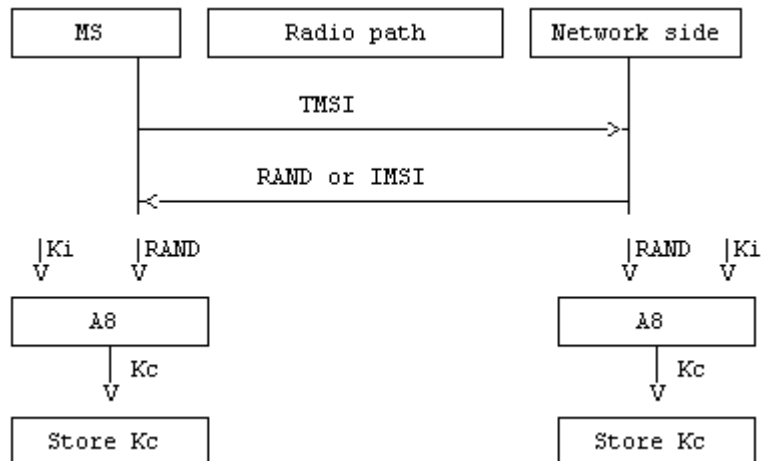 MS Radio path Network side
TMSI
RAND or IMSI
Ki RAND RAND Ki
A8 A8
Kc Kc
Store Kc Store Kc